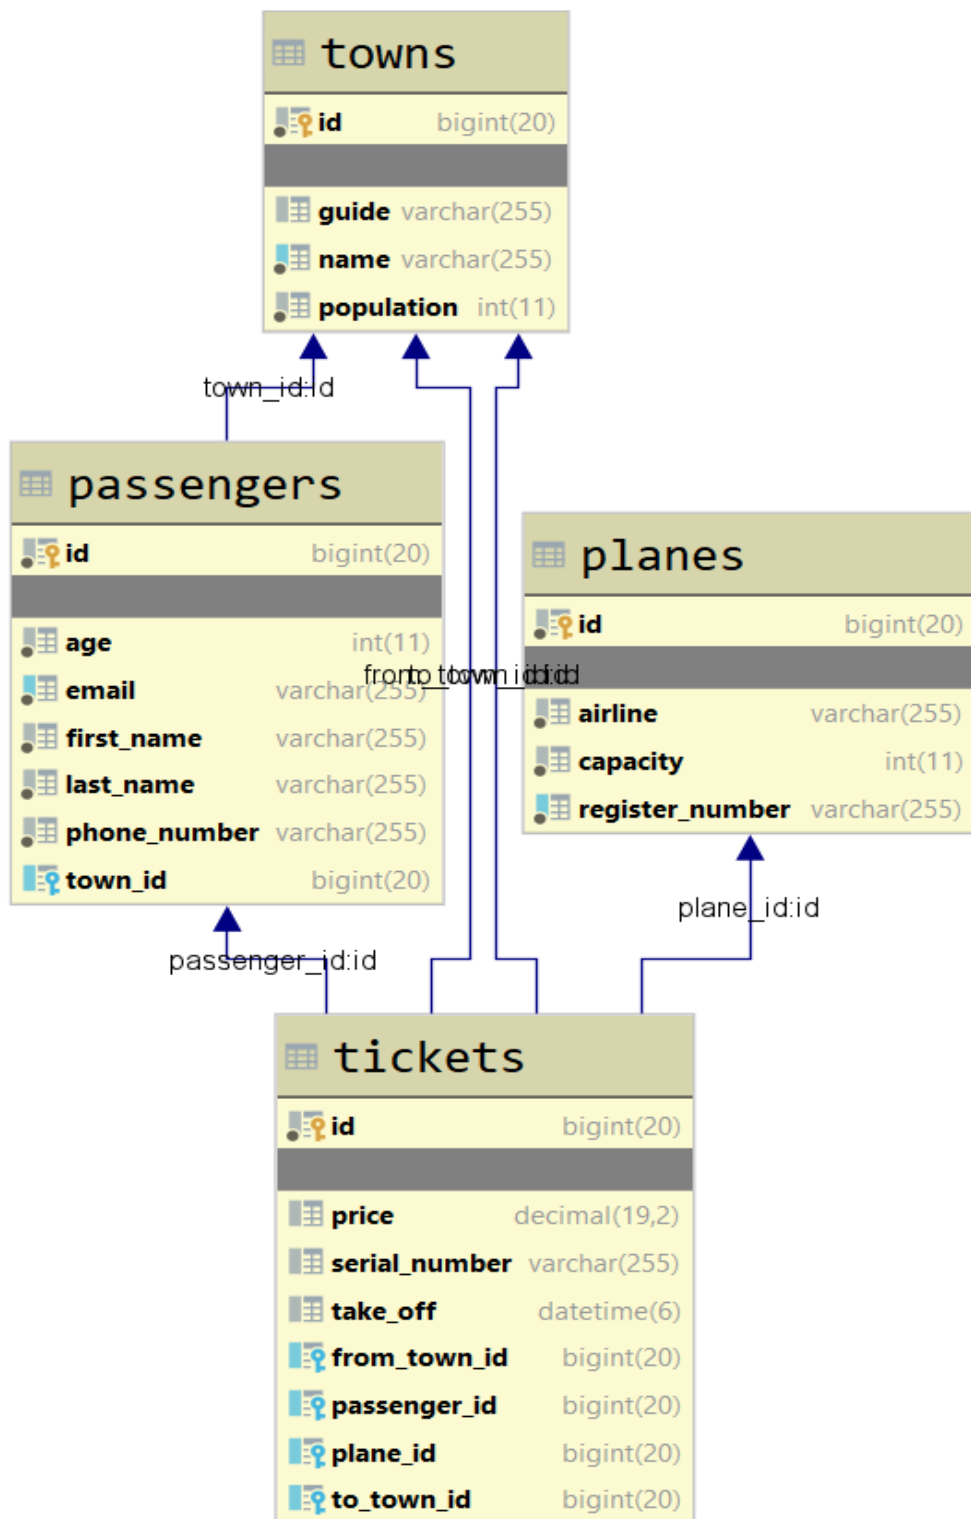 towns
id bigint(20)
guide varchar(255)
name varchar(255)
population int(11)
town_id:id
passengers
id bigint(20)
age int(11)
email varchar(255)
first_name varchar(255)
last_name varchar(255)
phone_number varchar(255)
town_id bigint(20)
planes
id bigint(20)
airline varchar(255)
capacity int(11)
register_number varchar(255)
plane_id:id
passenger_id:id
tickets
id bigint(20)
price decimal(19,2)
serial_number varchar(255)
take_off datetime(6)
from_town_id bigint(20)
passenger_id bigint(20)
plane_id bigint(20)
to_town_id bigint(20)